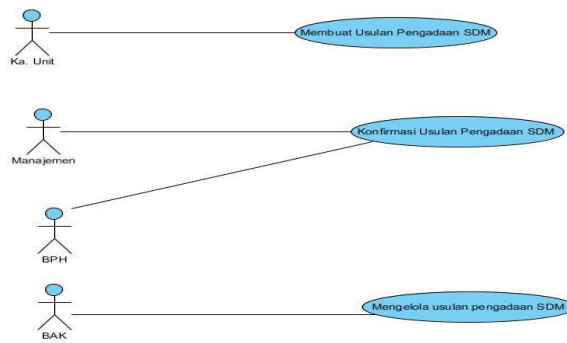 Membuat Usulan Pengadaan SDM
Ka. Unit
Konfirmasi Usulan Pengadaan SDM
Manajemen
BPH
Mengelola usulan pengadaan SDM
BAK